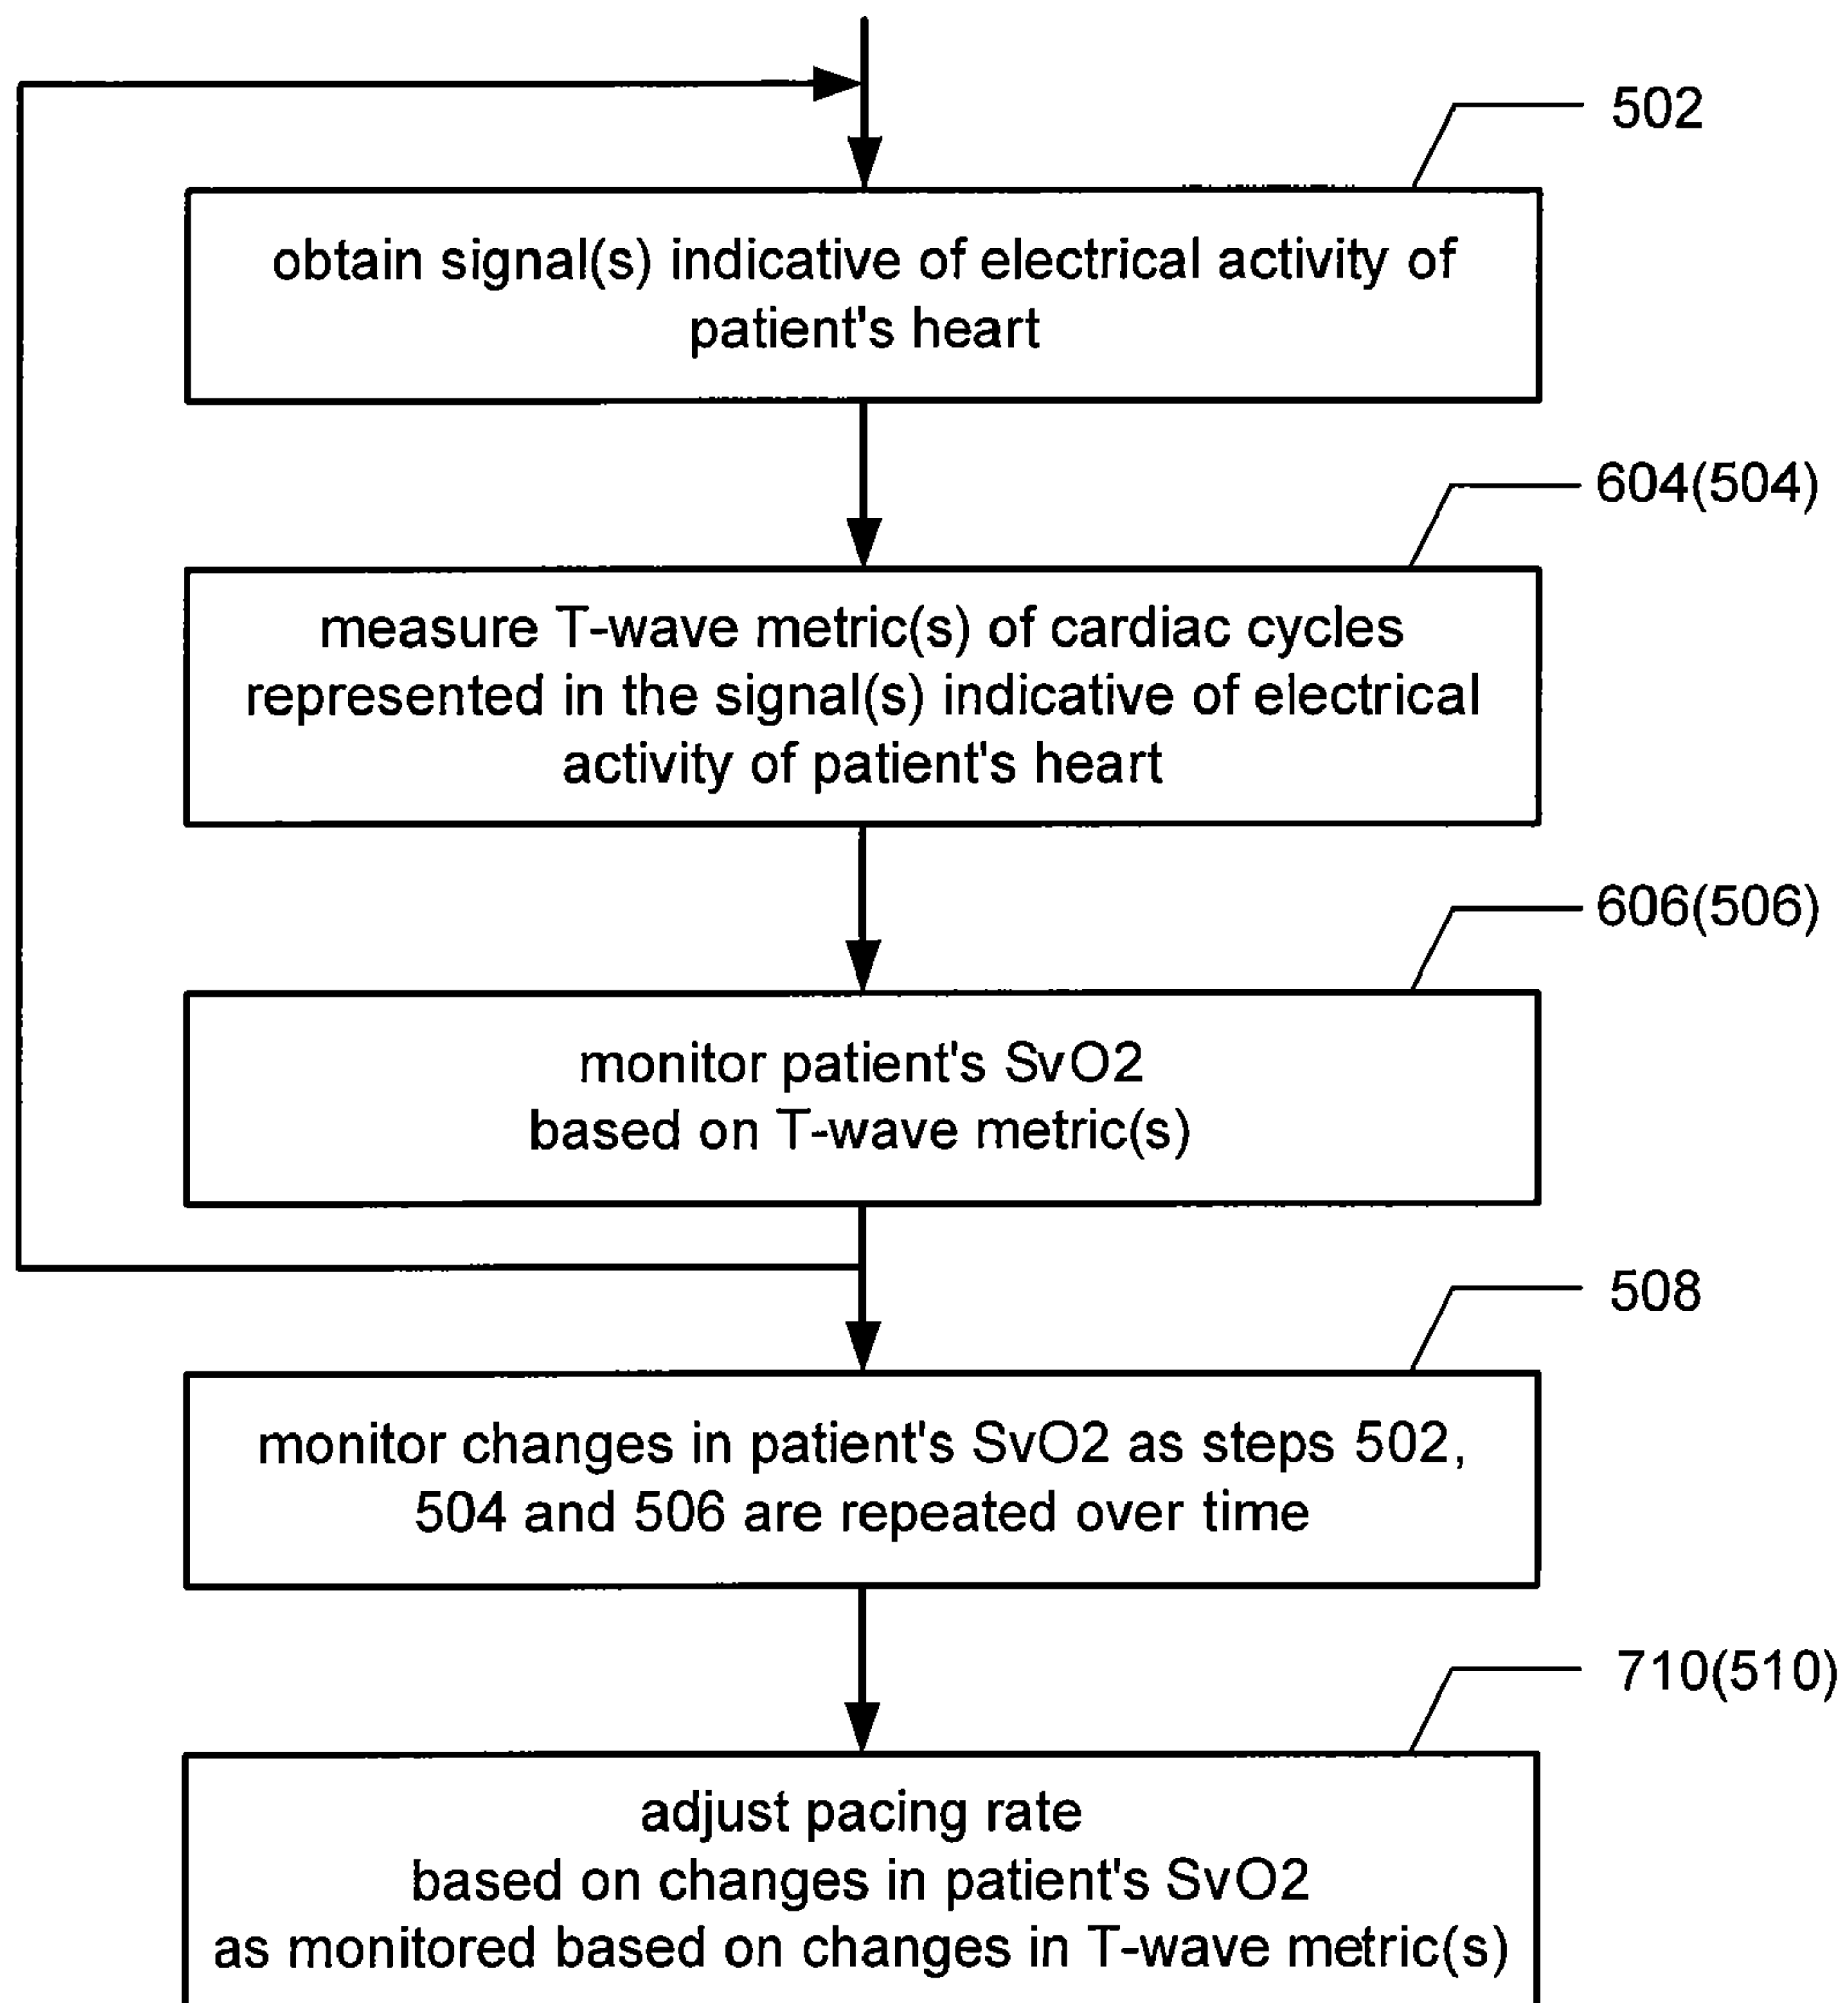 502
obtain signal(s) indicative of electrical activity of
patient's heart
604(504)
measure T-wave metric(s) of cardiac cycles
represented in the signal(s) indicative of electrical
activity of patient's heart
606(506)
monitor patient's SvO2
based on T-wave metric(s)
508
monitor changes in patient's SvO2 as steps 502,
504 and 506 are repeated over time
710(510)
adjust pacing rate
based on changes in patient's SvO2
as monitored based on changes in T-wave metric(s)